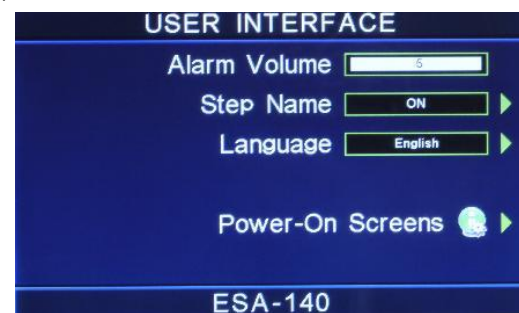 USER INTERFACE
Alarm Volume 5
Step Name ON
Language English
Power-On Screens
ESA-140